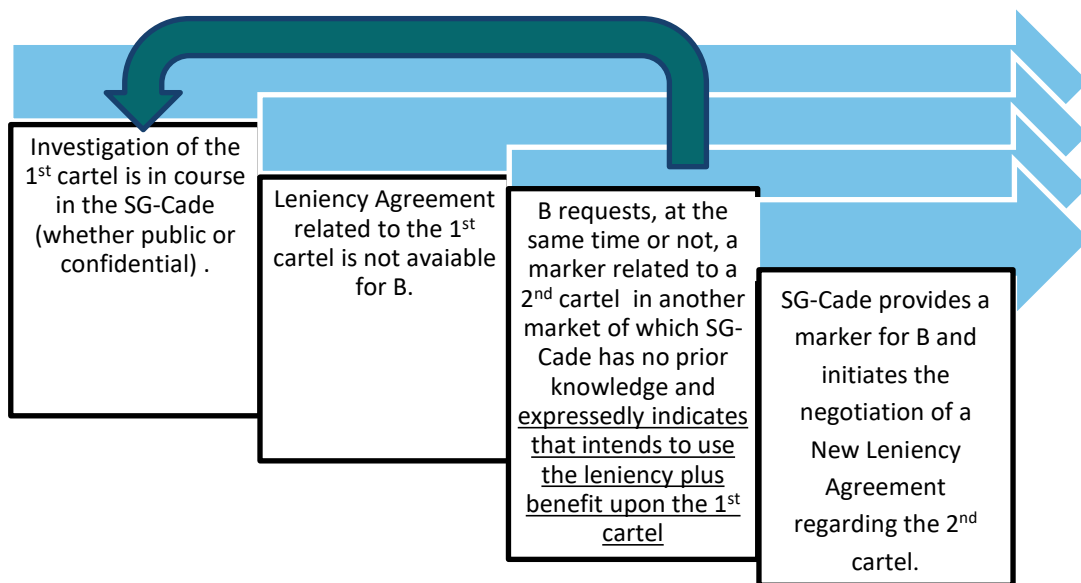 Investigation of the
1st cartel is in course
in the SG-Cade
(whether public or
confidential) .
Leniency Agreement
related to the 1st
cartel is not avaiable
for B.
B requests, at the
same time or not, a
marker related to a
2nd cartel in another
market of which SG-
Cade has no prior
knowledge and
expressedly indicates
that intends to use
the leniency plus
benefit upon the 1st
cartel
SG-Cade provides a
marker for B and
initiates the
negotiation of a
New Leniency
Agreement
regarding the 2nd
cartel.